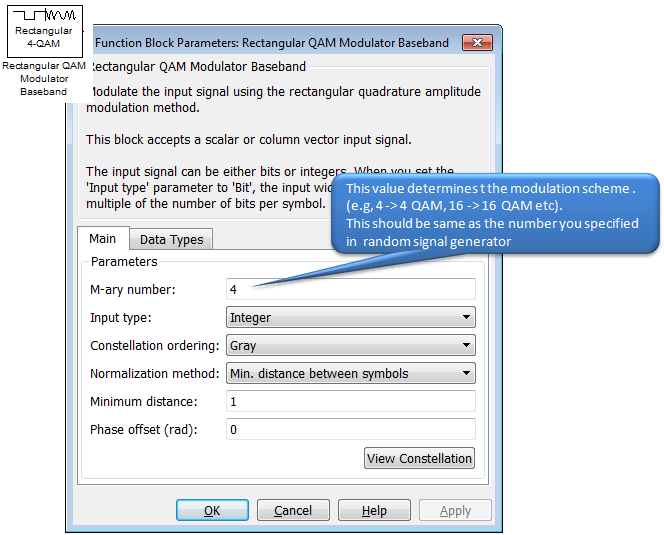 Rectangular
4-QAM
Rectangular QAM
Modulator
Baseband
Function Block Parameters: Rectangular QAM Modulator Baseband
Rectangular QAM Modulator Baseband
Modulate the input signal using the rectangular quadrature amplitude
modulation method.
This block accepts a scalar or column vector input signal.
The input signal can be either bits or integers. When you set the
'Input type' parameter to 'Bit', the input
multiple of the number of bits per symbol.
This value determines t the modulation scheme .
(e.g, 4 -> 4 QAM, 16 -> 16 QAM etc).
This should be same as the number you specified
in random signal generator
Main
Data Types
Parameters
M-ary number: 4
Input type: Integer
Constellation ordering: Gray
Normalization method: Min. distance between symbols
Minimum distance: 1
Phase offset (rad): 0
View Constellation
OK Cancel Help Apply